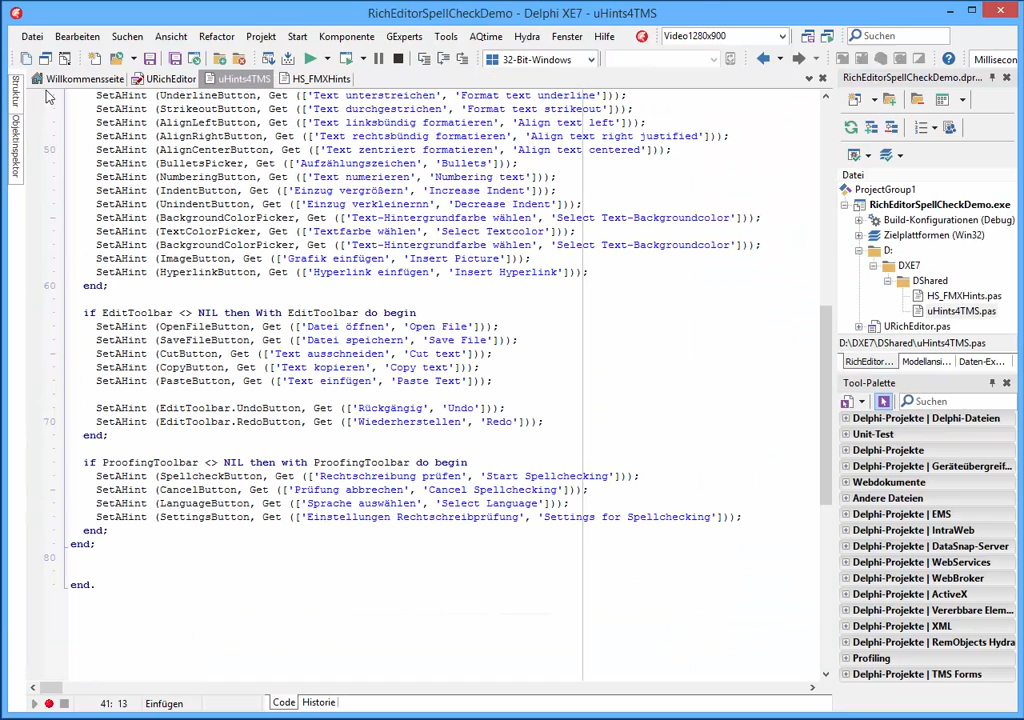 RichEditorSpellCheckDemo - Delphi XE7 - uHints4TMS
Datei Bearbeiten Suchen Ansicht Refactor Projekt Start Komponente GExperts Tools AQtime Hydra Fenster Hilfe Video1280x900 Suchen
32-Bit-Windows Millisecon
Willkommensseite URichEditor uHints4TMS HS_FMXHints
Struktur
Objektinspektor
SetAHint (UnderlineButton, Get (['Text unterstreichen', 'Format text underline']));
SetAHint (StrikeoutButton, Get (['Text durchgestrichen', 'Format text strikeout']));
SetAHint (AlignLeftButton, Get (['Text linksbündig formatieren', 'Align text left']));
SetAHint (AlignRightButton, Get (['Text rechtsbündig formatieren', 'Align text right justified']));
50 SetAHint (AlignCenterButton, Get (['Text zentriert formatieren', 'Align text centered']));
SetAHint (BulletsPicker, Get (['Aufzählungszeichen', 'Bullets']));
SetAHint (NumberingButton, Get (['Text numerieren', 'Numbering text']));
SetAHint (IndentButton, Get (['Einzug vergrößern', 'Increase Indent']));
SetAHint (UnindentButton, Get (['Einzug verkleinernn', 'Decrease Indent']));
SetAHint (BackgroundColorPicker, Get (['Text-Hintergrundfarbe wählen', 'Select Text-Backgroundcolor']));
SetAHint (TextColorPicker, Get (['Textfarbe wählen', 'Select Textcolor']));
SetAHint (BackgroundColorPicker, Get (['Text-Hintergrundfarbe wählen', 'Select Text-Backgroundcolor']));
SetAHint (ImageButton, Get (['Grafik einfügen', 'Insert Picture']));
SetAHint (HyperlinkButton, Get (['Hyperlink einfügen', 'Insert Hyperlink']));
60 end;
if EditToolbar <> NIL then With EditToolbar do begin
SetAHint (OpenFileButton, Get (['Datei öffnen', 'Open File']));
SetAHint (SaveFileButton, Get (['Datei speichern', 'Save File']));
SetAHint (CutButton, Get (['Text ausschneiden', 'Cut text']));
SetAHint (CopyButton, Get (['Text kopieren', 'Copy text']));
SetAHint (PasteButton, Get (['Text einfügen', 'Paste Text']));
SetAHint (EditToolbar.UndoButton, Get (['Rückgängig', 'Undo']));
70 SetAHint (EditToolbar.RedoButton, Get (['Wiederherstellen', 'Redo']));
end;
if ProofingToolbar <> NIL then with ProofingToolbar do begin
SetAHint (SpellcheckButton, Get (['Rechtschreibung prüfen', 'Start Spellchecking']));
SetAHint (CancelButton, Get (['Prüfung abbrechen', 'Cancel Spellchecking']));
SetAHint (LanguageButton, Get (['Sprache auswählen', 'Select Language']));
SetAHint (SettingsButton, Get (['Einstellungen Rechtschreibprüfung', 'Settings for Spellchecking']));
end;
end;
80
end.
41: 13 Einfügen Code Historie
RichEditorSpellCheckDemo.dpr...
Datei
ProjectGroup1
RichEditorSpellCheckDemo.exe
Build-Konfigurationen (Debug)
Zielplattformen (Win32)
D:
DXE7
DShared
HS_FMXHints.pas
uHints4TMS.pas
URichEditor.pas
D:\DXE7\DShared\uHints4TMS.pas
RichEditor... Modellansi... Daten-Ex...
Tool-Palette
Suchen
Delphi-Projekte | Delphi-Dateien
Unit-Test
Delphi-Projekte
Delphi-Projekte | Geräteübergreif...
Webdokumente
Andere Dateien
Delphi-Projekte | EMS
Delphi-Projekte | IntraWeb
Delphi-Projekte | DataSnap-Server
Delphi-Projekte | WebServices
Delphi-Projekte | WebBroker
Delphi-Projekte | ActiveX
Delphi-Projekte | Vererbbare Elem...
Delphi-Projekte | XML
Delphi-Projekte | RemObjects Hydra
Profiling
Delphi-Projekte | TMS Forms